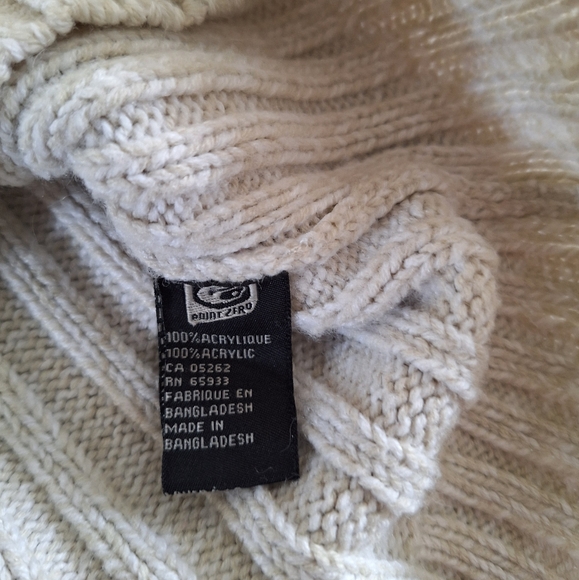 POINT ZERO
100% ACRYLIQUE
100% ACRYLIC
CA 05262
RN 65933
FABRIQUE EN
BANGLADESH
MADE IN
BANGLADESH